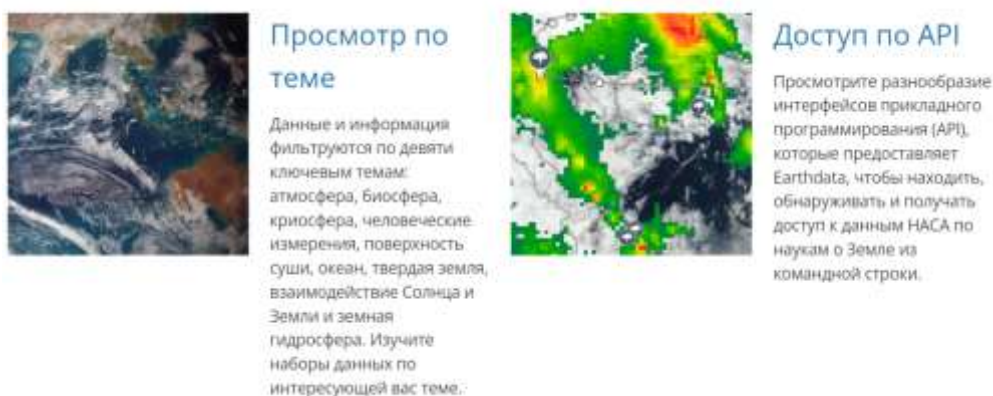 Просмотр по
теме
Данные и информация
фильтруются по девяти
ключевым темам:
атмосфера, биосфера,
криосфера, человеческие
измерения, поверхность
суши, океан, твердая земля,
взаимодействие Солнца и
Земли и земная
гидросфера. Изучите
наборы данных по
интересующей вас теме.
Доступ по API
Просмотрите разнообразие
интерфейсов прикладного
программирования (API),
которые предоставляет
Earthdata, чтобы находить,
обнаруживать и получать
доступ к данным НАСА по
наукам о Земле из
командной строки.